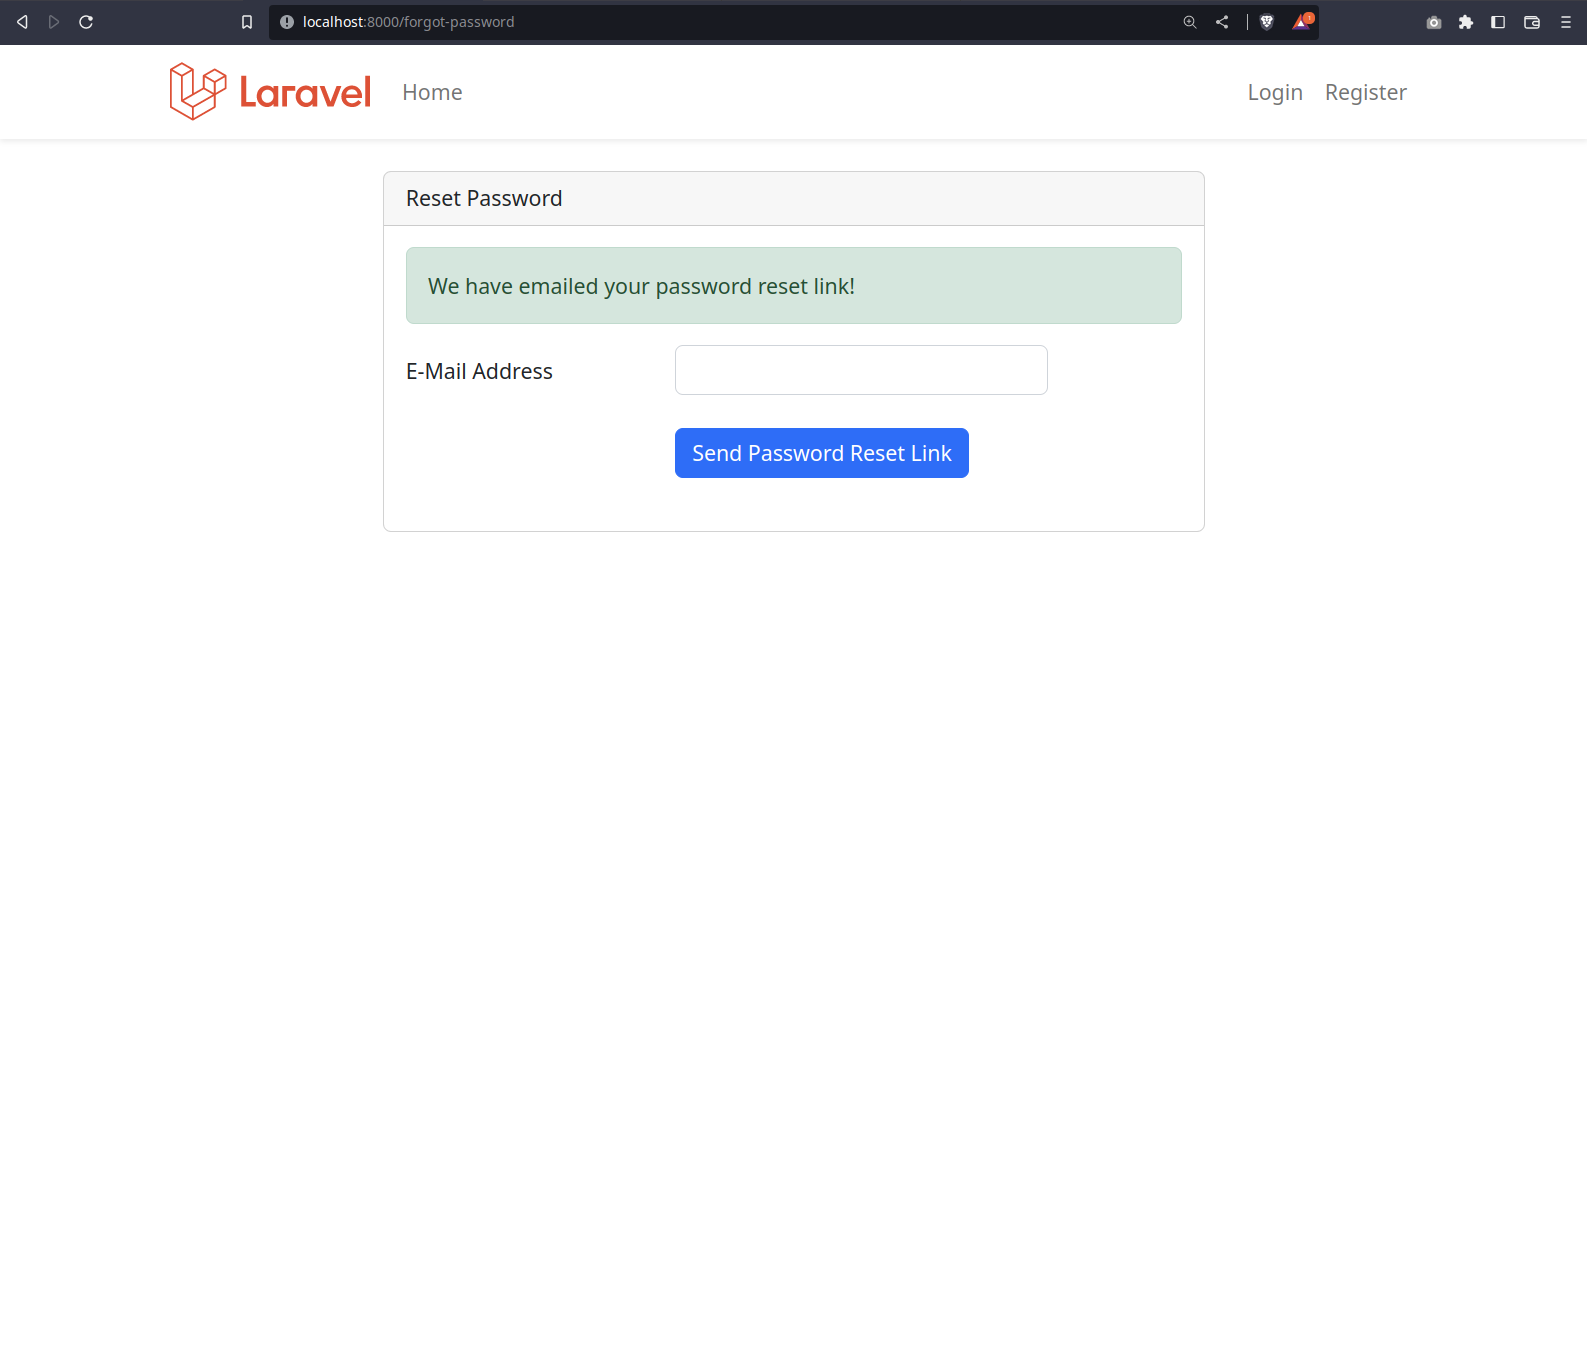 localhost:8000/forgot-password
Laravel Home Login Register
Reset Password
We have emailed your password reset link!
E-Mail Address
Send Password Reset Link